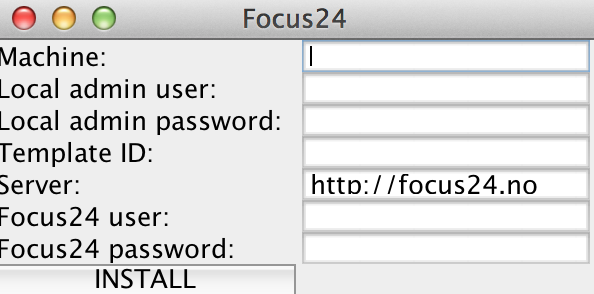 Focus24
Machine:
Local admin user:
Local admin password:
Template ID:
Server: http://focus24.no
Focus24 user:
Focus24 password:
INSTALL